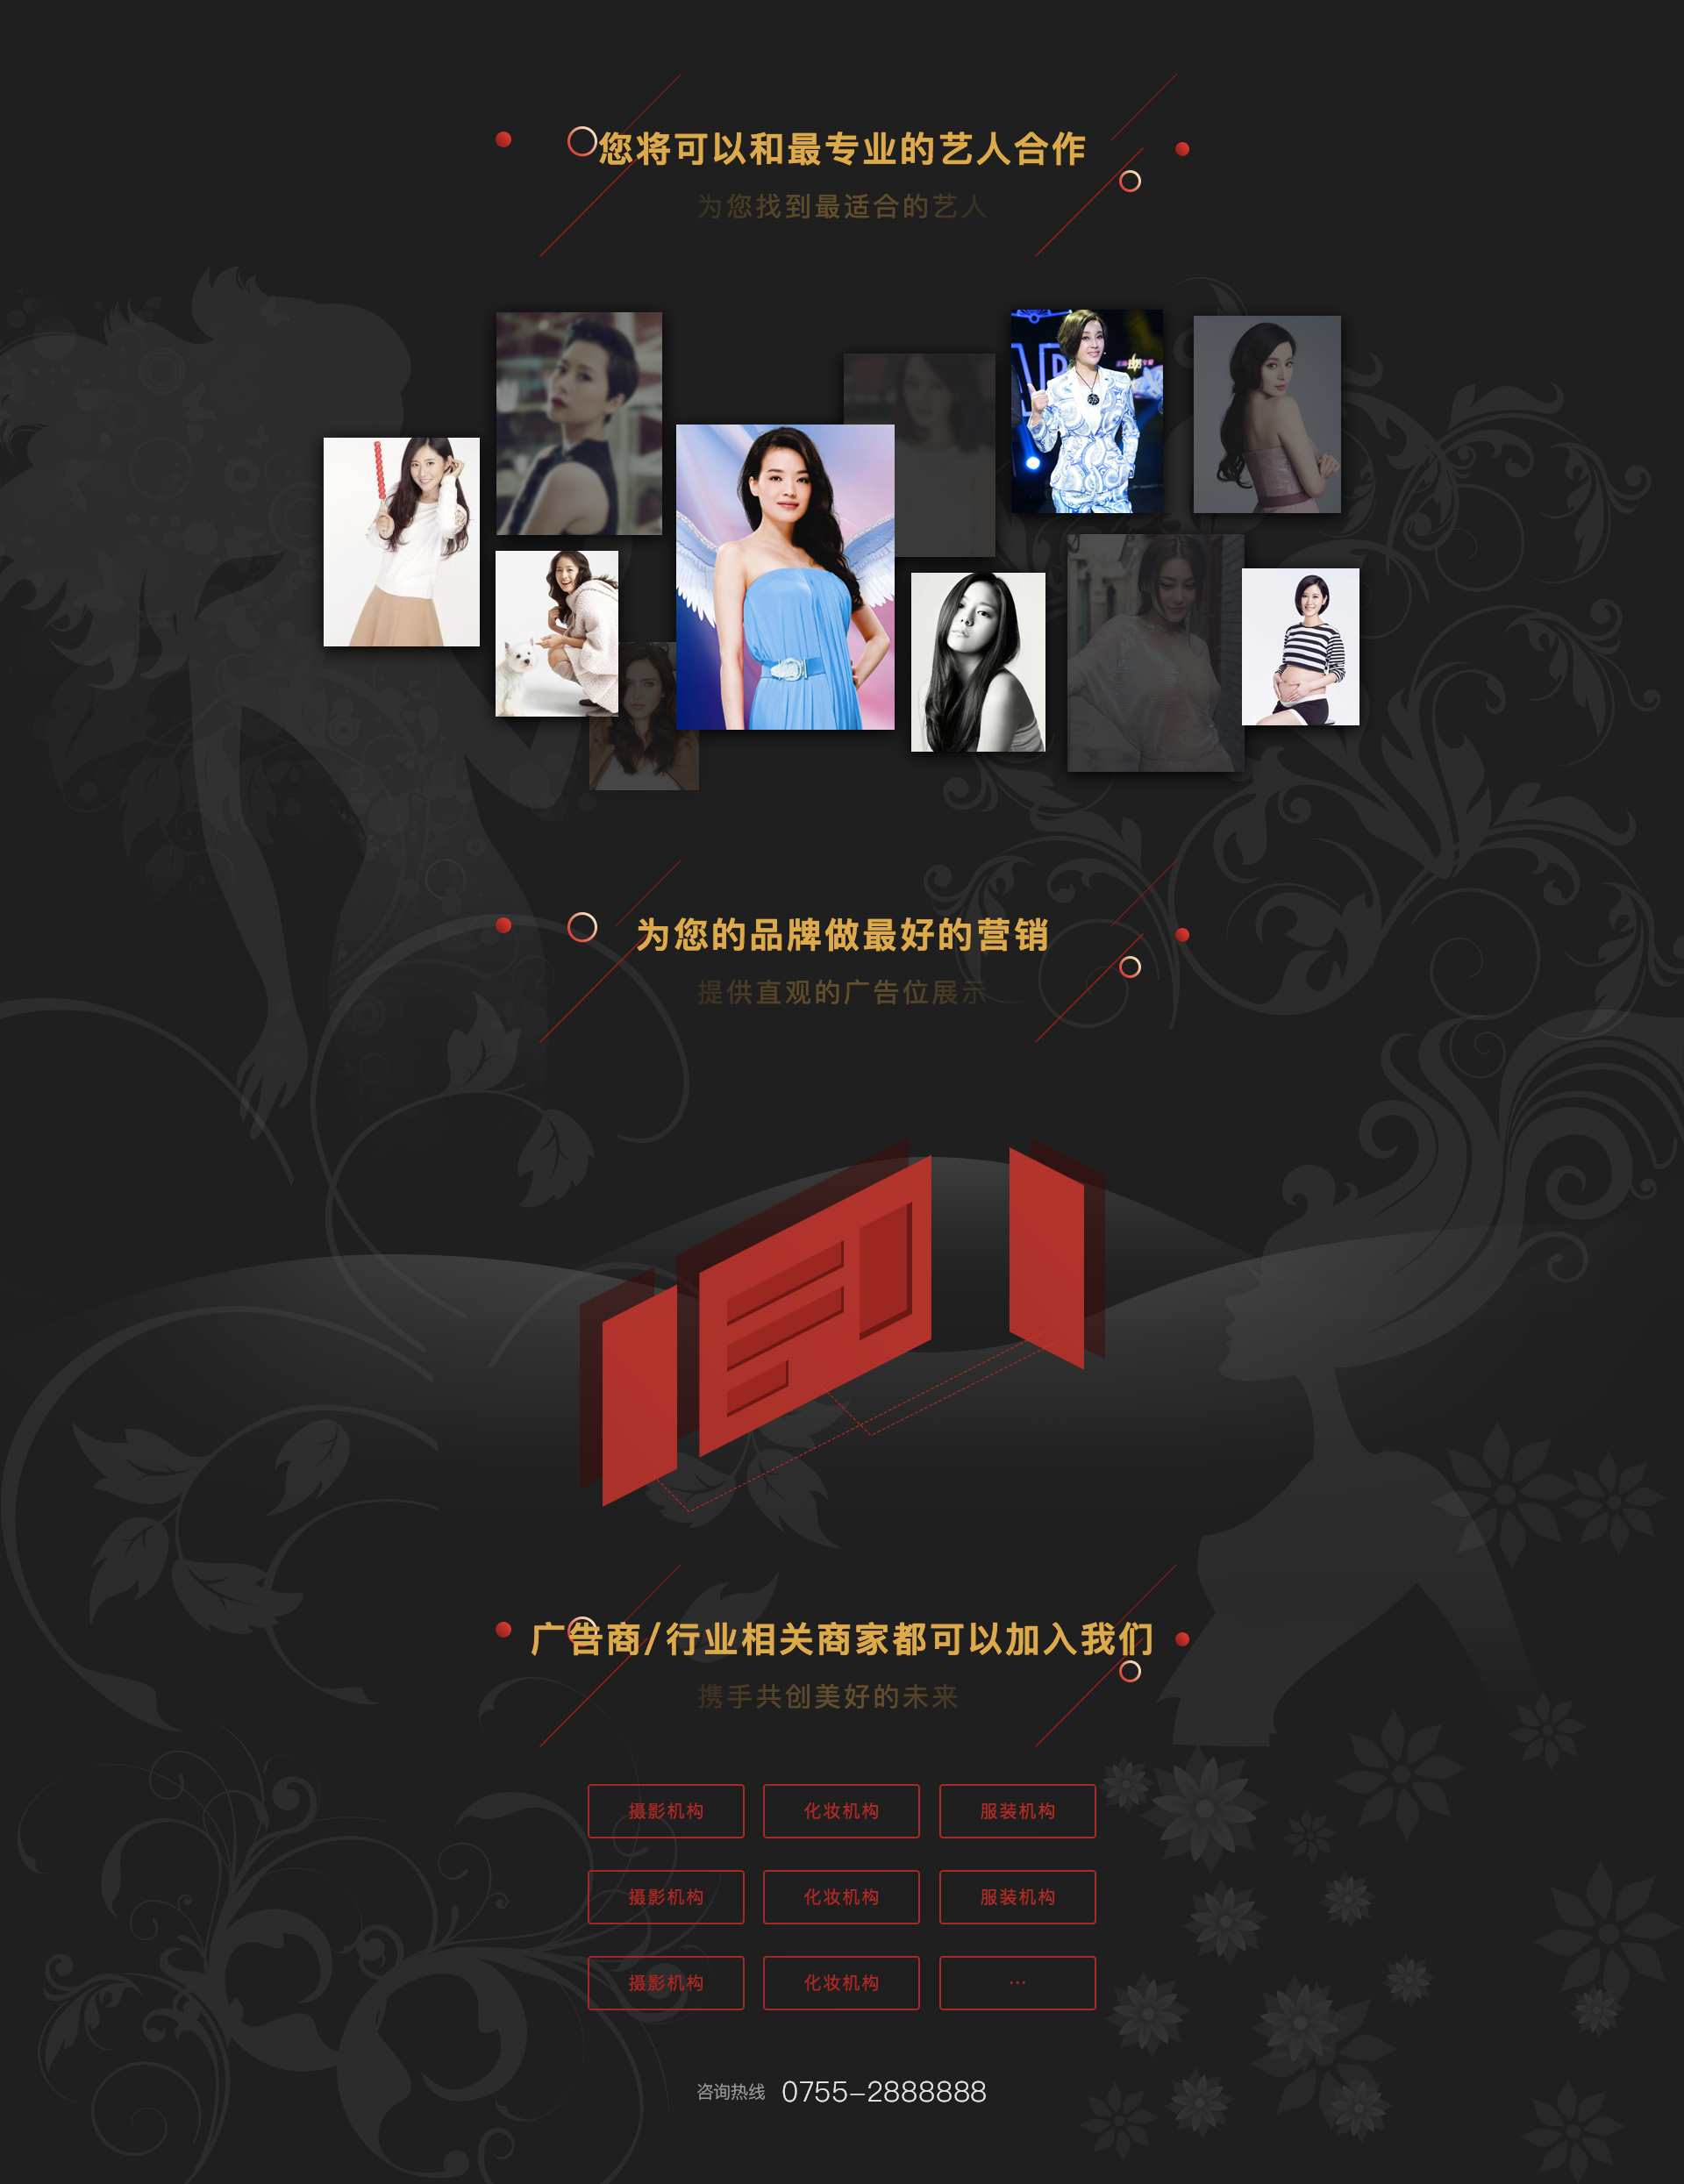 您将可以和最专业的艺人合作
为您找到最适合的艺人
为您的品牌做最好的营销
提供直观的广告位展示
广告商/行业相关商家都可以加入我们
携手共创美好的未来
摄影机构 化妆机构 服装机构
摄影机构 化妆机构 服装机构
摄影机构 化妆机构 ...
咨询热线 0755-2888888